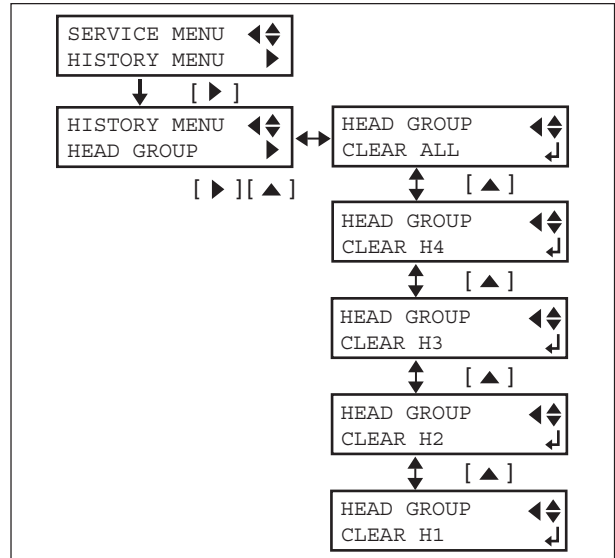 SERVICE MENU ◀◆
HISTORY MENU ▶
[ ▶ ]
HISTORY MENU ◀◆
HEAD GROUP ▶
[ ▶ ][ ▲ ]
HEAD GROUP ◀◆
CLEAR ALL ↵
[ ▲ ]
HEAD GROUP ◀◆
CLEAR H4 ↵
[ ▲ ]
HEAD GROUP ◀◆
CLEAR H3 ↵
[ ▲ ]
HEAD GROUP ◀◆
CLEAR H2 ↵
[ ▲ ]
HEAD GROUP ◀◆
CLEAR H1 ↵